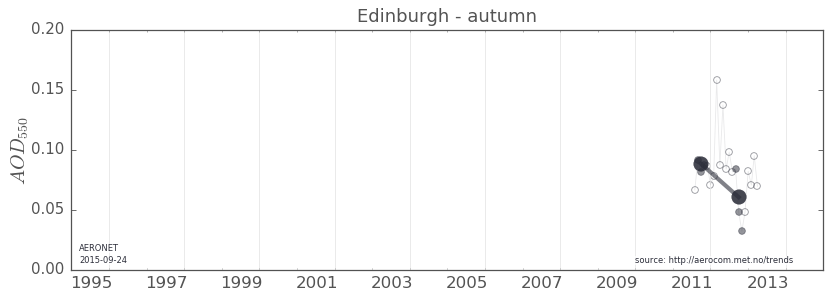 Edinburgh - autumn
0.20
0.15
0.10
0.05
0.00
AOD550
AERONET
2015-09-24
source: http://aerocom.met.no/trends
1995 1997 1999 2001 2003 2005 2007 2009 2011 2013